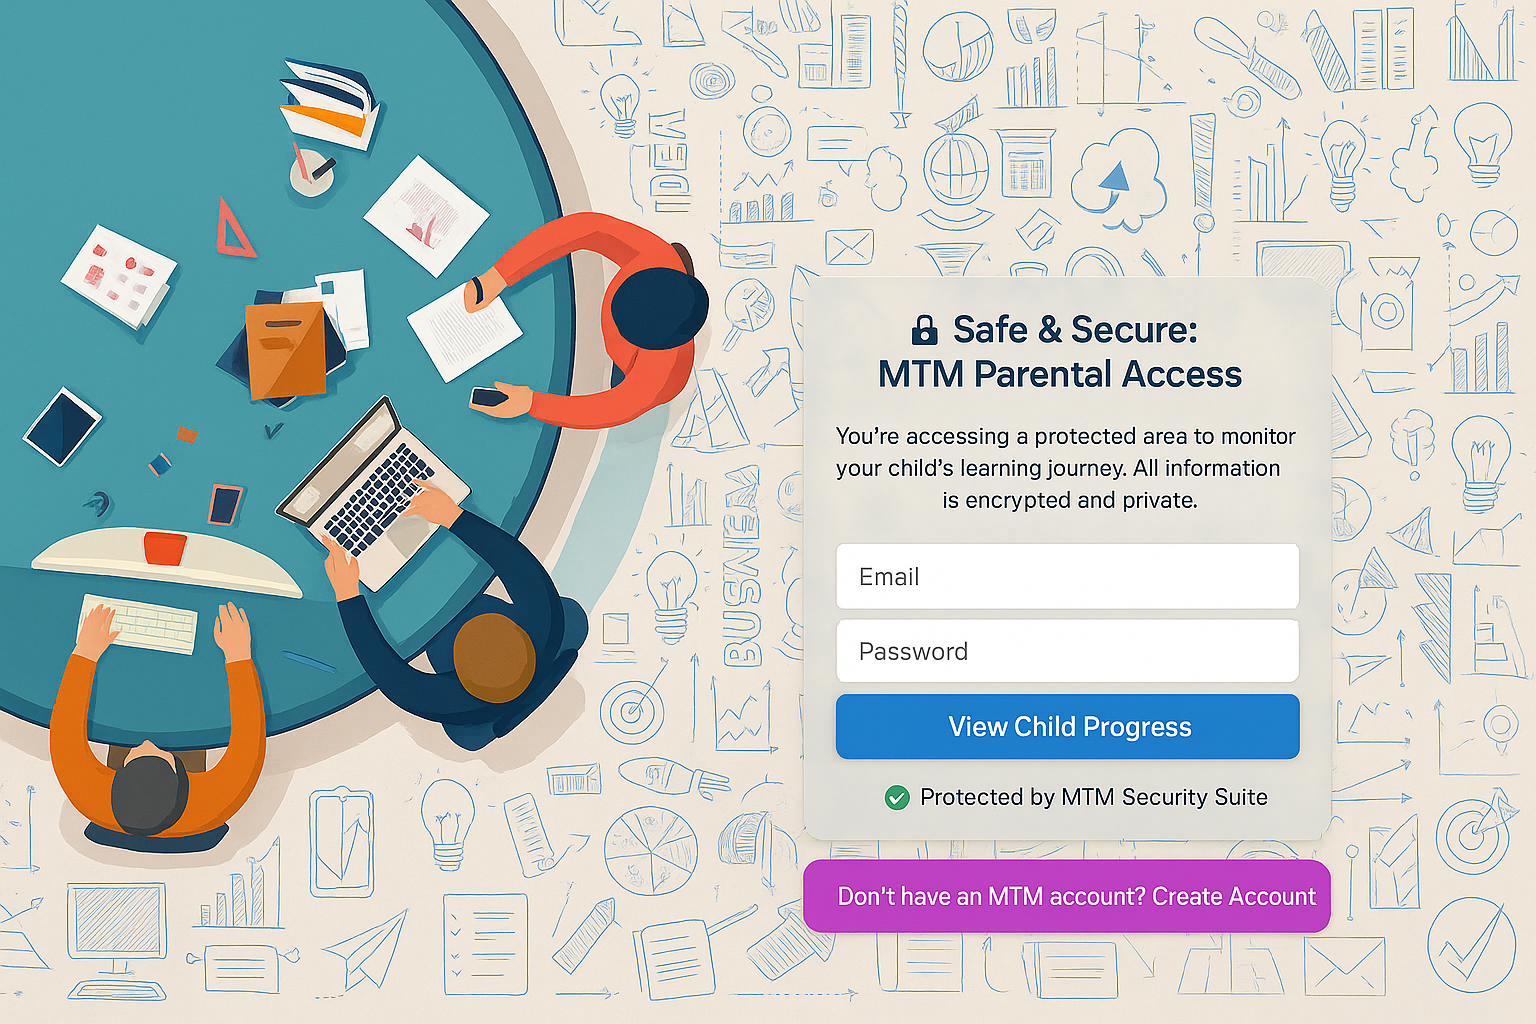 IDEA
BUSNESS
Safe & Secure:
MTM Parental Access
You’re accessing a protected area to monitor
your child’s learning journey. All information
is encrypted and private.
Email
Password
View Child Progress
Protected by MTM Security Suite
Don’t have an MTM account? Create Account